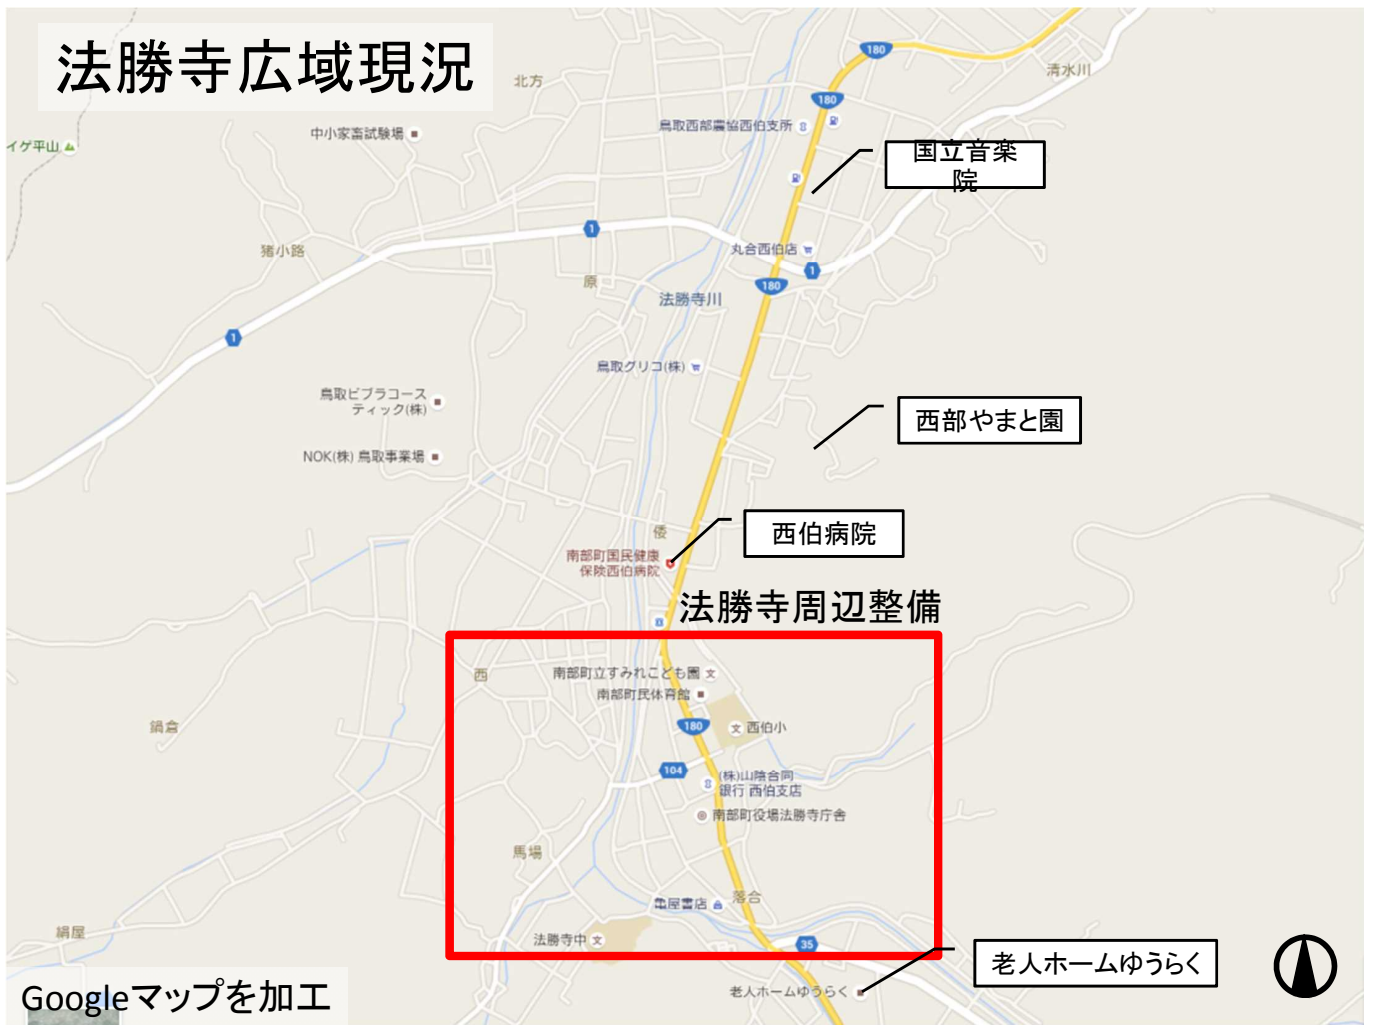 法勝寺広域現況
北方
180
清水川
180
中小家畜試験場
鳥取西部農協西伯支所
イゲ平山
国立音楽
院
1
猪小路
丸合西伯店
1
原
180
法勝寺川
1
鳥取グリコ(株)
鳥取ビブラコース
ティック(株)
西部やまと園
NOK(株) 鳥取事業場
倭
西伯病院
南部町国民健康
保険西伯病院
法勝寺周辺整備
西
南部町立すみれこども園
文
南部町民体育館
鍋倉
180
文
西伯小
104
(株)山陰合同
銀行 西伯支店
南部町役場法勝寺庁舎
馬場
亀屋書店
落合
絹屋
法勝寺中
文
35
老人ホームゆうらく
老人ホームゆうらく
Googleマップを加工